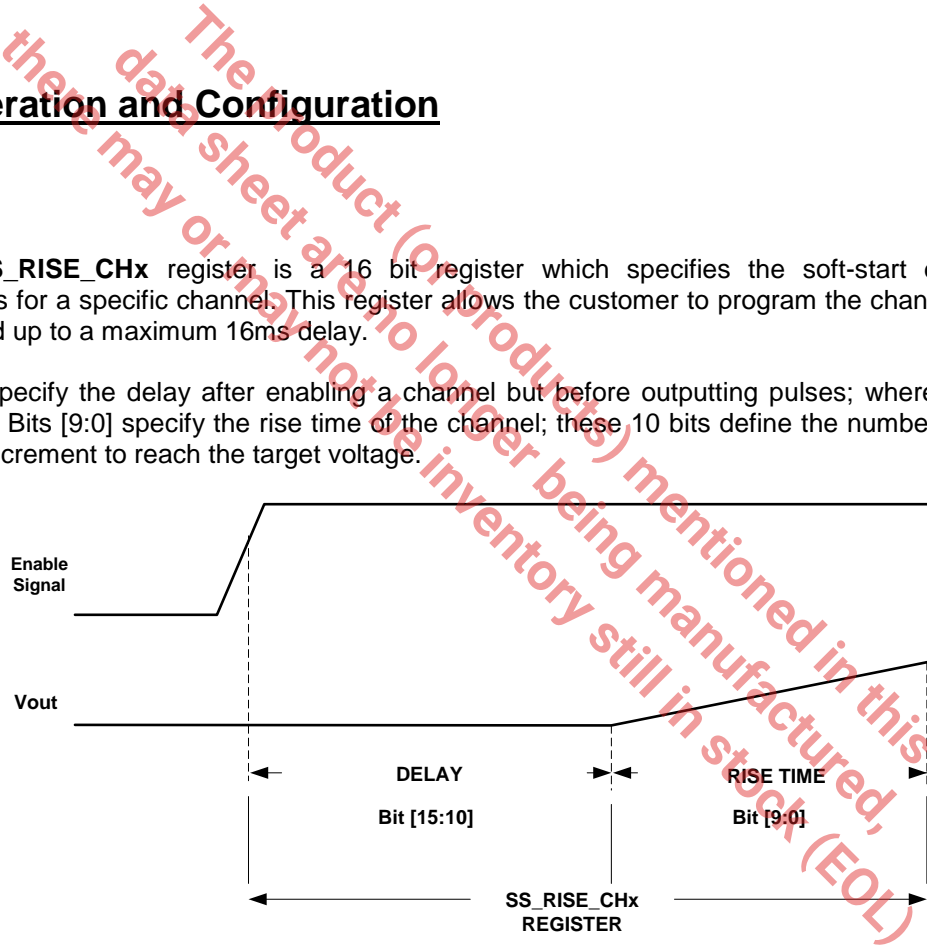 eration and Configuration
S_RISE_CHx register is a 16 bit register which specifies the soft-start
s for a specific channel. This register allows the customer to program the chan
d up to a maximum 16ms delay.
pecify the delay after enabling a channel but before outputting pulses; where
Bits [9:0] specify the rise time of the channel; these 10 bits define the number
crement to reach the target voltage.
Enable
Signal
Vout
DELAY
RISE TIME
Bit [15:10]
Bit [9:0]
SS_RISE_CHx
REGISTER
The product (or products) mentioned in this
data sheet are no longer being manufactured,
there may or may not be inventory still in stock (EOL)